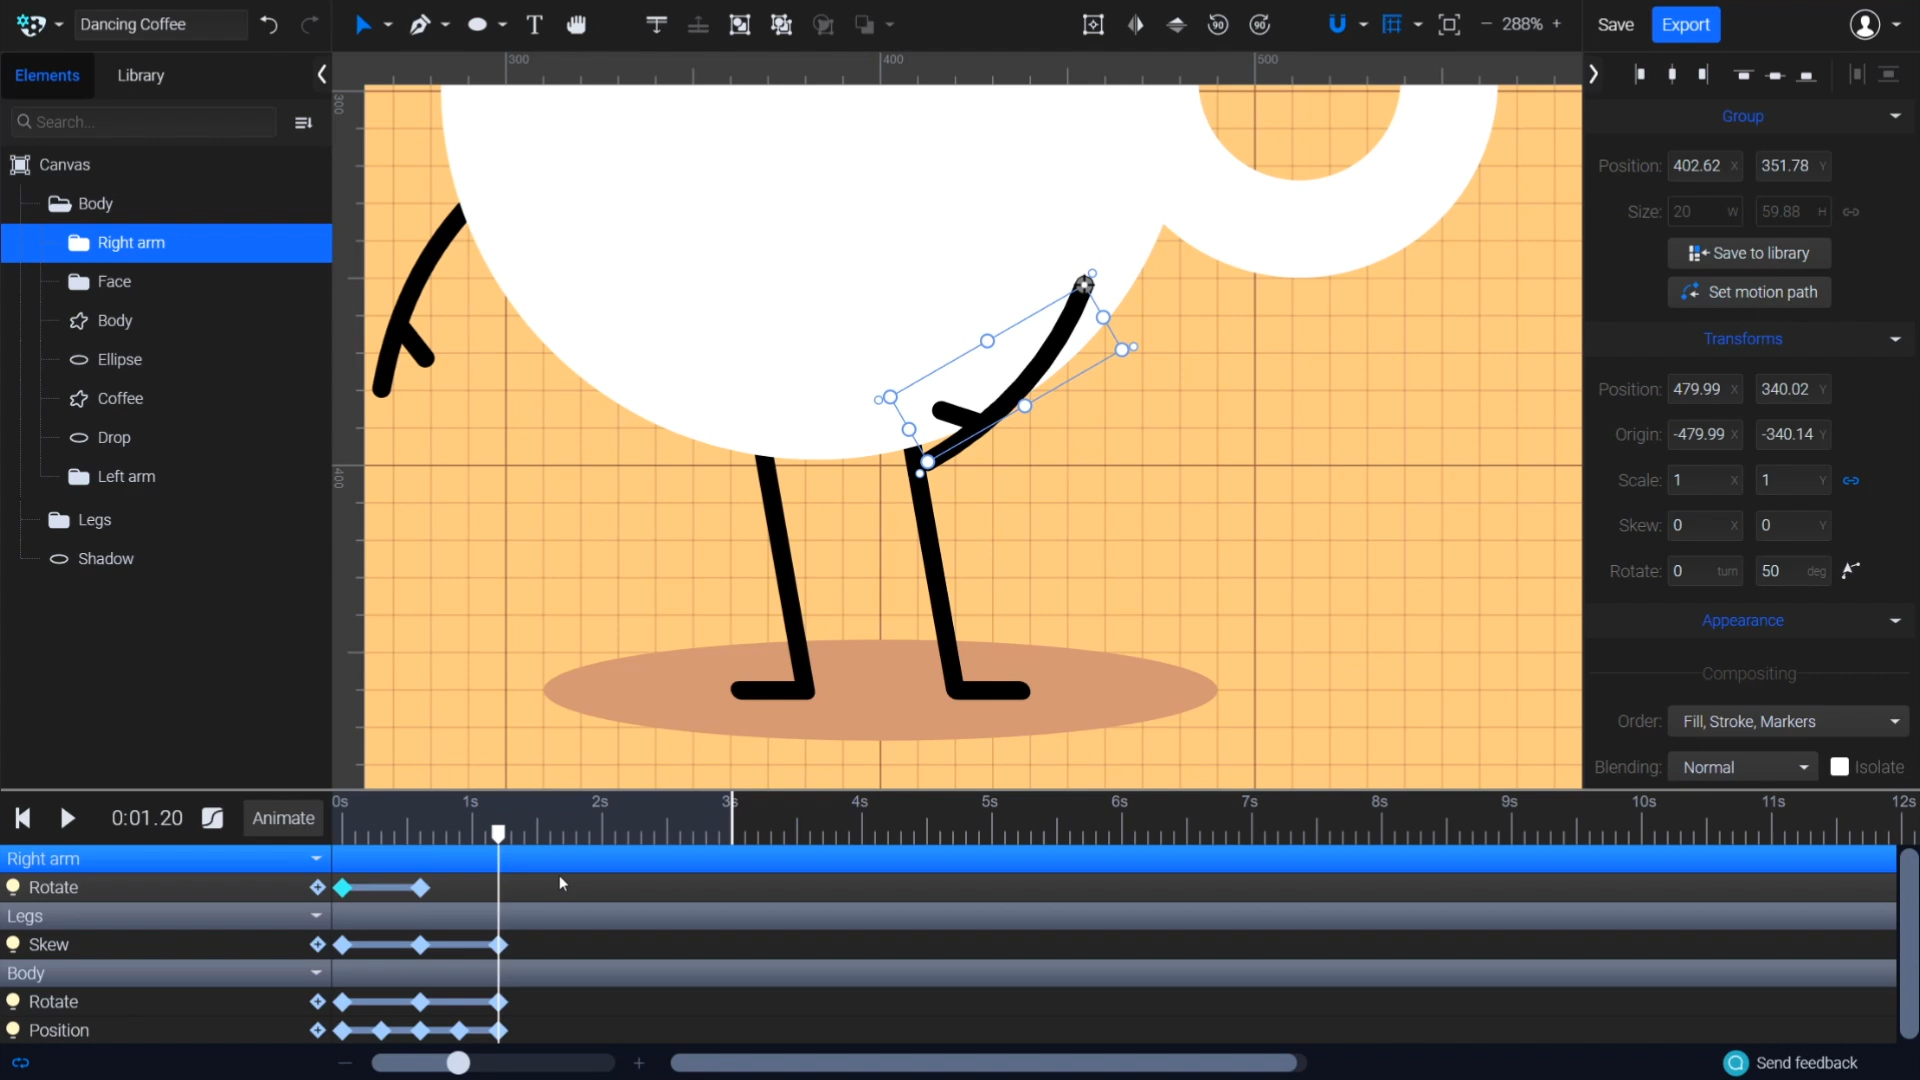 Dancing Coffee
288%
Save
Export
Elements
Library
Search...
Canvas
Body
Right arm
Face
Body
Ellipse
Coffee
Drop
Left arm
Legs
Shadow
300
400
500
300
400
Group
Position: 402.62 X 351.78 Y
Size: 20 W 59.88 H
Save to library
Set motion path
Transforms
Position: 479.99 X 340.02 Y
Origin: -479.99 X -340.14 Y
Scale: 1 X 1 Y
Skew: 0 X 0 Y
Rotate: 0 turn 50 deg
Appearance
Compositing
Order: Fill, Stroke, Markers
Blending: Normal Isolate
0:01.20
Animate
0s 1s 2s 3s 4s 5s 6s 7s 8s 9s 10s 11s 12s
Right arm
Rotate
Legs
Skew
Body
Rotate
Position
Send feedback